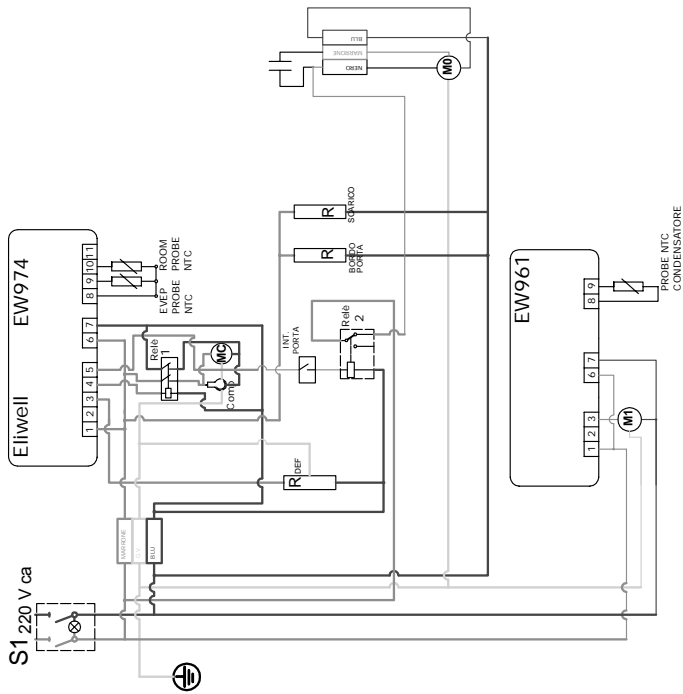 Eliwell EW974
1 2 3 4 5 6 7 8 9 10 11
EVEP
PROBE
NTC
ROOM
PROBE
NTC
Relè
1
MC
Comp
INT.
PORTA
Relè
2
R
BORDO
PORTA
R
SCARICO
R
DEF
NERO
MARRONE
BLU
M0
MARRONE
G.V.
BLU
S1
220 V ca
EW961
1 2 3 6 7 8 9
M1
PROBE NTC
CONDENSATORE